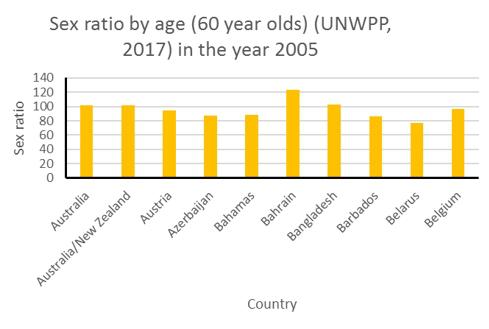 Sex ratio by age (60 year olds) (UNWPP,
2017) in the year 2005
140
120
100
80
60
40
20
0
Sex ratio
Australia
Australia/New Zealand
Austria
Azerbaijan
Bahamas
Bahrain
Bangladesh
Barbados
Belarus
Belgium
Country